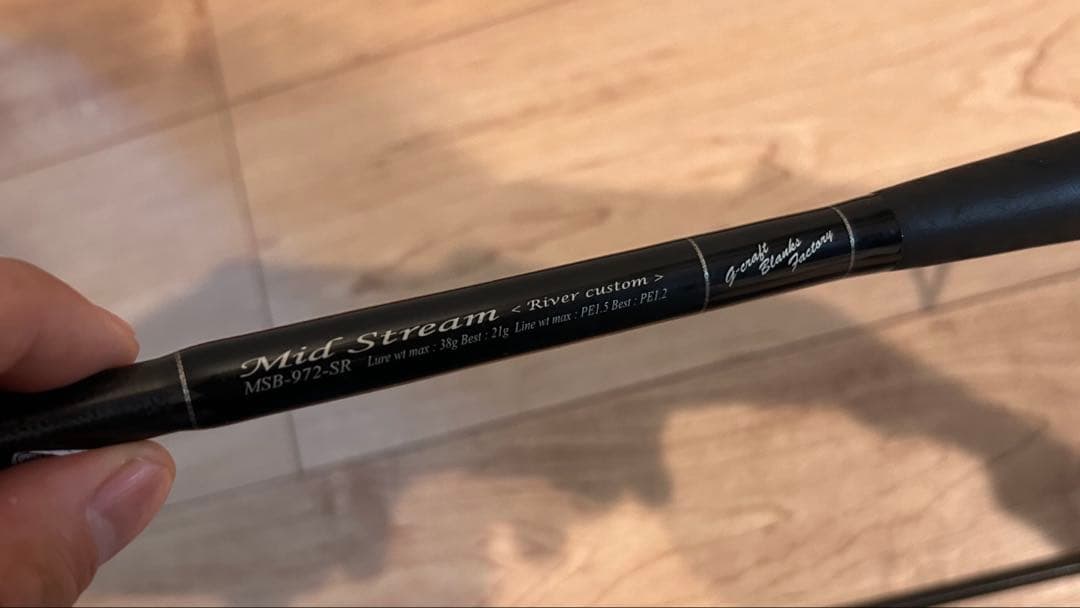 Mid Stream < River custom >
MSB-972-SR Lure wt max : 38g Best : 21g Line wt max : PE1.5 Best : PE1.2
g-craft
Blanks
Factory